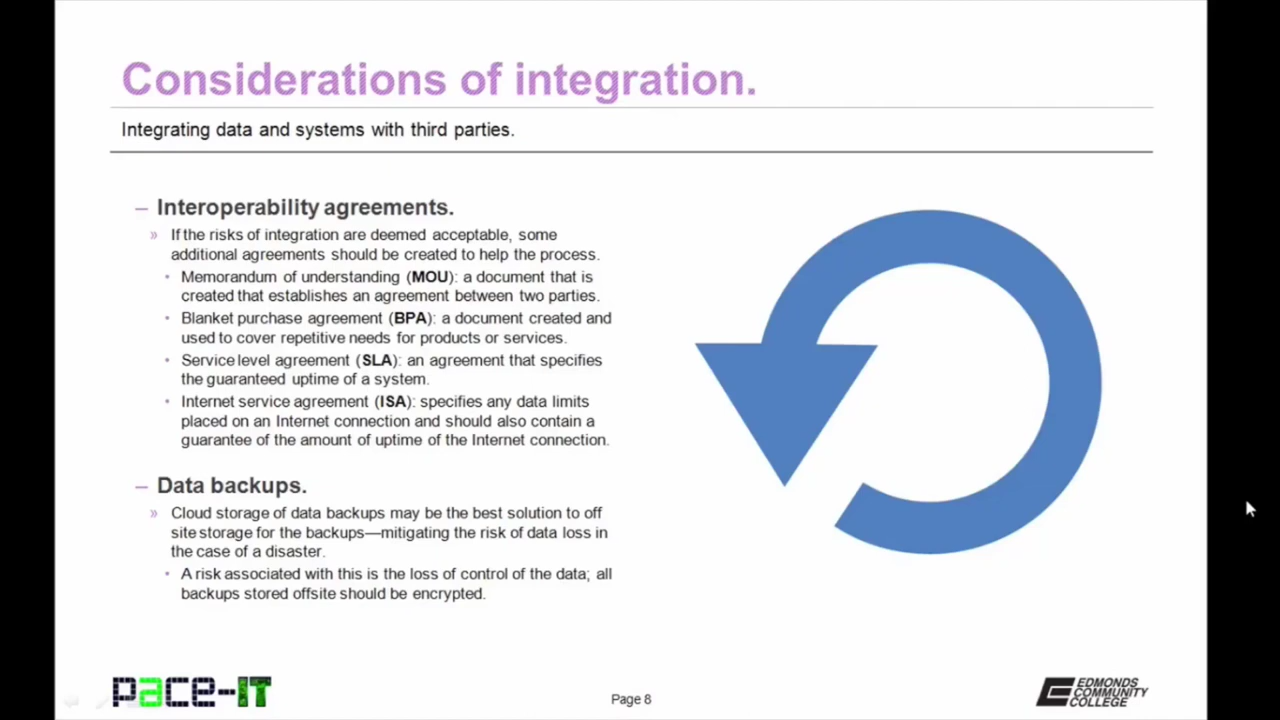 Considerations of integration.
Integrating data and systems with third parties.
– Interoperability agreements.
» If the risks of integration are deemed acceptable, some
additional agreements should be created to help the process.
• Memorandum of understanding (MOU): a document that is
created that establishes an agreement between two parties.
• Blanket purchase agreement (BPA): a document created and
used to cover repetitive needs for products or services.
• Service level agreement (SLA): an agreement that specifies
the guaranteed uptime of a system.
• Internet service agreement (ISA): specifies any data limits
placed on an Internet connection and should also contain a
guarantee of the amount of uptime of the Internet connection.
– Data backups.
» Cloud storage of data backups may be the best solution to off
site storage for the backups—mitigating the risk of data loss in
the case of a disaster.
• A risk associated with this is the loss of control of the data; all
backups stored offsite should be encrypted.
pace-IT
Page 8
EDMONDS
COMMUNITY
COLLEGE